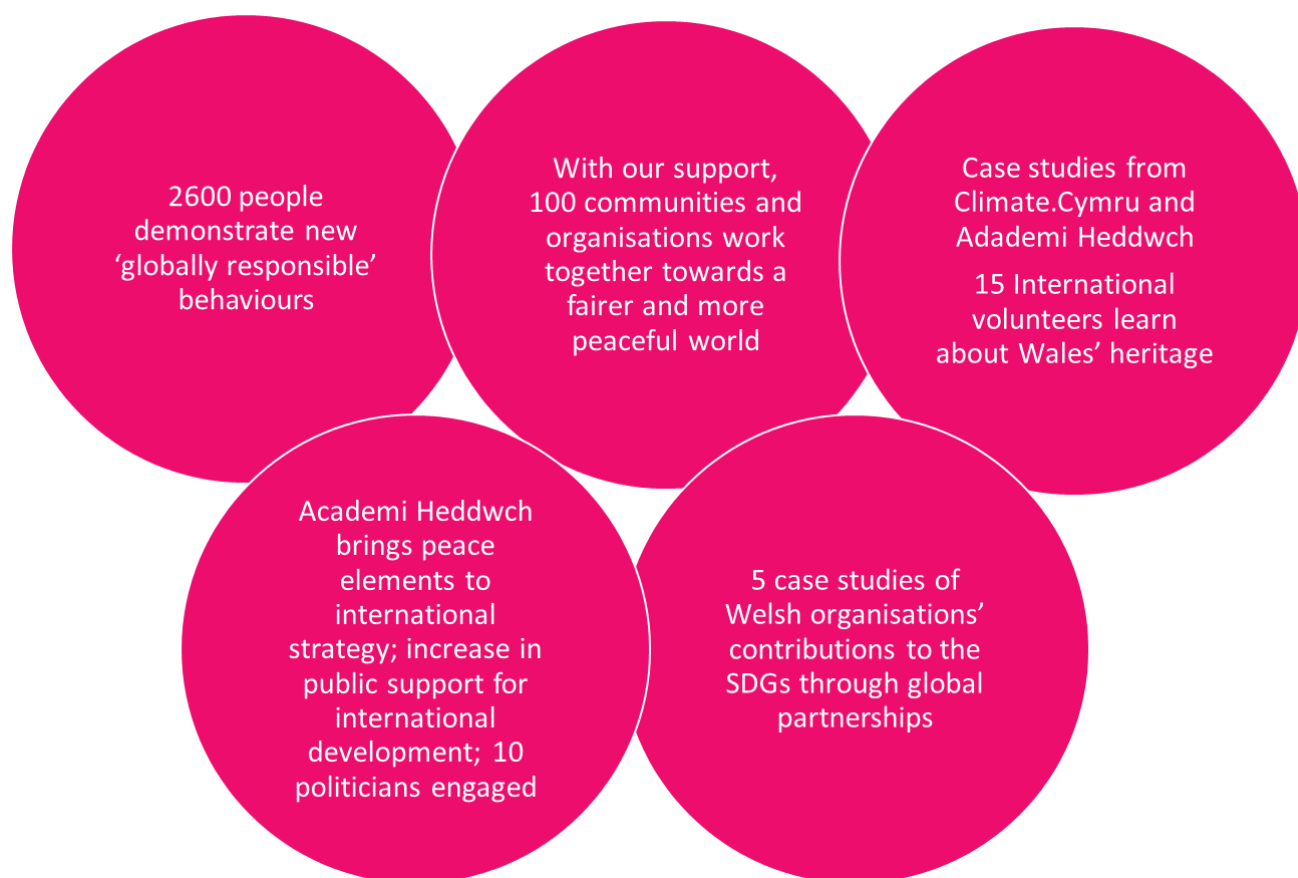 2600 people
demonstrate new
‘globally responsible’
behaviours
With our support,
100 communities and
organisations work
together towards a
fairer and more
peaceful world
Case studies from
Climate.Cymru and
Adademi Heddwch
15 International
volunteers learn
about Wales’ heritage
Academi Heddwch
brings peace
elements to
international
strategy; increase in
public support for
international
development; 10
politicians engaged
5 case studies of
Welsh organisations’
contributions to the
SDGs through global
partnerships